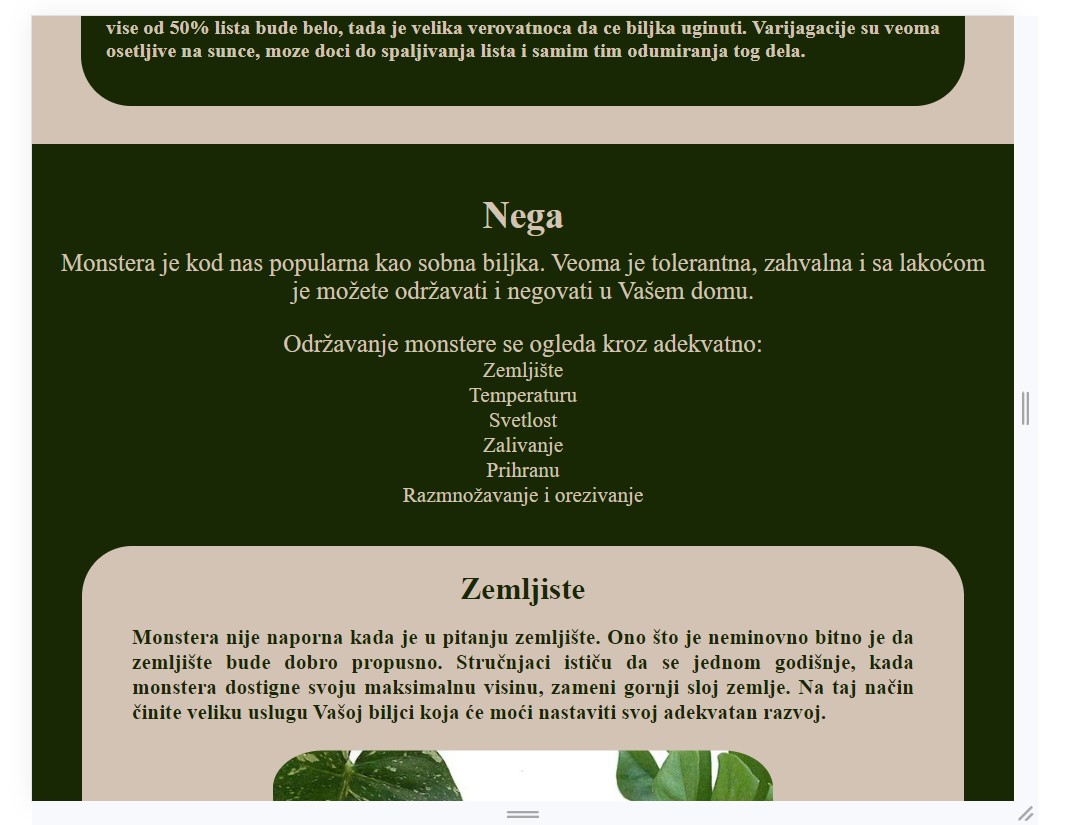 vise od 50% lista bude belo, tada je velika verovatnoca da ce biljka uginuti. Varijagacije su veoma
osetljive na sunce, moze doci do spaljivanja lista i samim tim odumiranja tog dela.
Nega
Monstera je kod nas popularna kao sobna biljka. Veoma je tolerantna, zahvalna i sa lakoćom
je možete održavati i negovati u Vašem domu.
Održavanje monstere se ogleda kroz adekvatno:
Zemljište
Temperaturu
Svetlost
Zalivanje
Prihranu
Razmnožavanje i orezivanje
Zemljiste
Monstera nije naporna kada je u pitanju zemljište. Ono što je neminovno bitno je da
zemljište bude dobro propusno. Stručnjaci ističu da se jednom godišnje, kada
monstera dostigne svoju maksimalnu visinu, zameni gornji sloj zemlje. Na taj način
činite veliku uslugu Vašoj biljci koja će moći nastaviti svoj adekvatan razvoj.